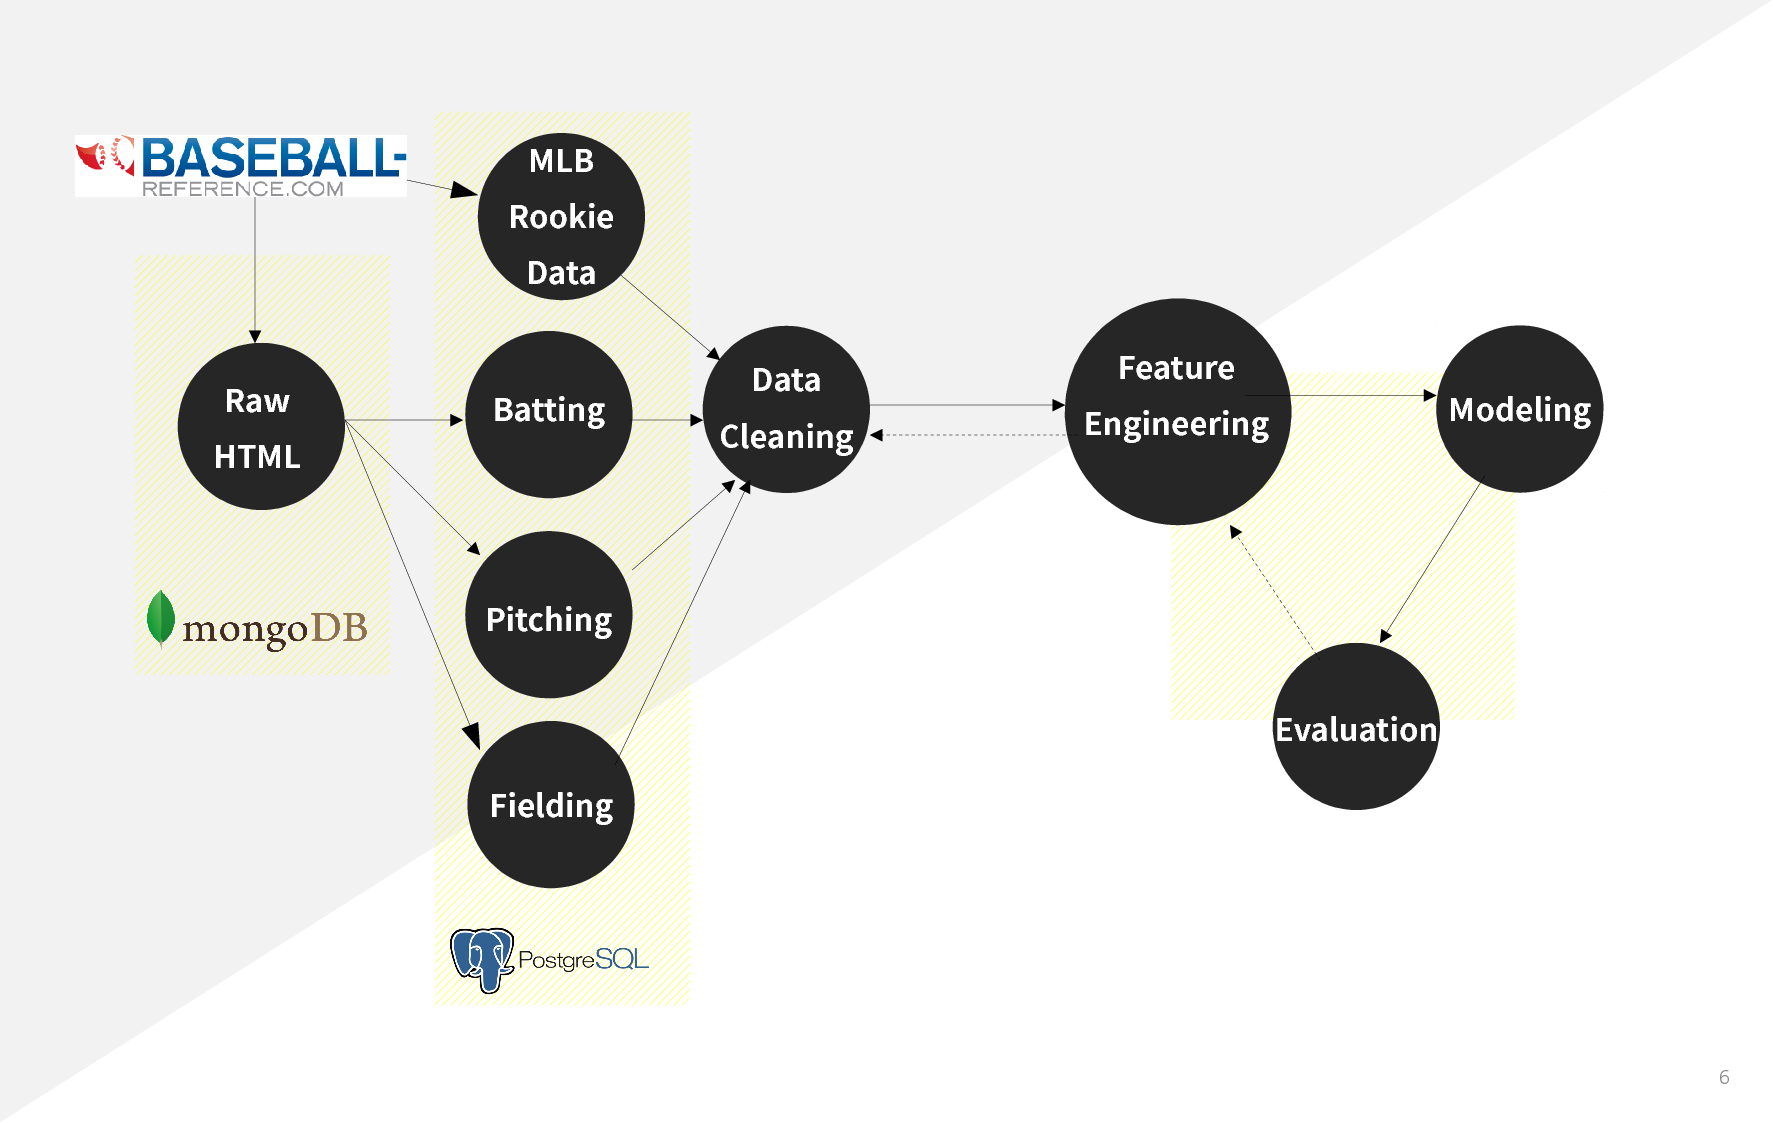 BASEBALL-
REFERENCE.COM
MLB
Rookie
Data
Raw
HTML
Batting
Data
Cleaning
Feature
Engineering
Modeling
Pitching
mongoDB
Evaluation
Fielding
PostgreSQL
6